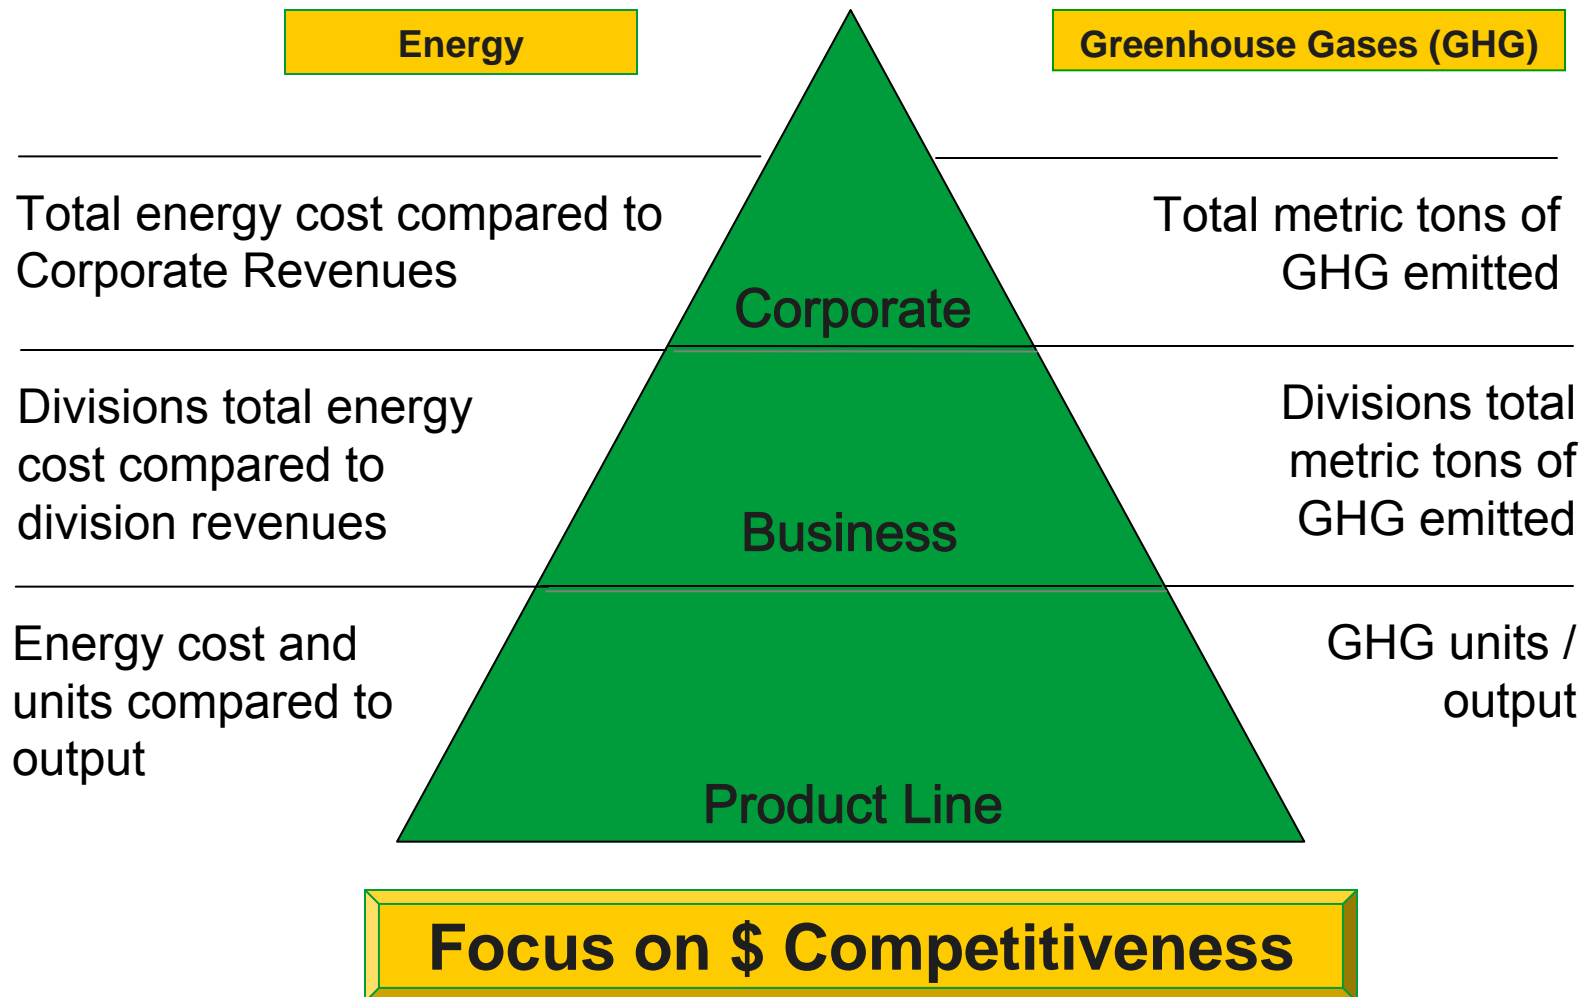 Energy
Greenhouse Gases (GHG)
Total energy cost compared to
Corporate Revenues
Total metric tons of
GHG emitted
Corporate
Divisions total energy
cost compared to
division revenues
Divisions total
metric tons of
GHG emitted
Business
Energy cost and
units compared to
output
GHG units /
output
Product Line
Focus on $ Competitiveness